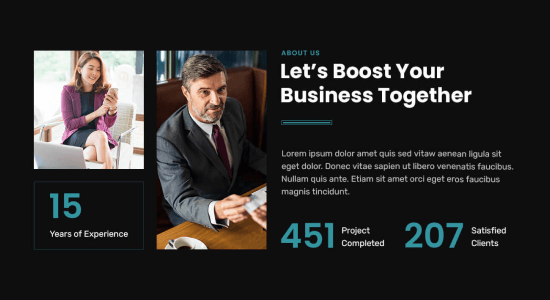 ABOUT US
Let's Boost Your
Business Together
Lorem ipsum dolor amet quis sed vitaw aenean ligula sit
eget dolor. Donec vitae sapien ut libero venenatis faucibus.
Nullam quis ante. Etiam sit amet orci eget eros faucibus
magnis tincidunt.
15
Years of Experience
451
Project
Completed
207
Satisfied
Clients